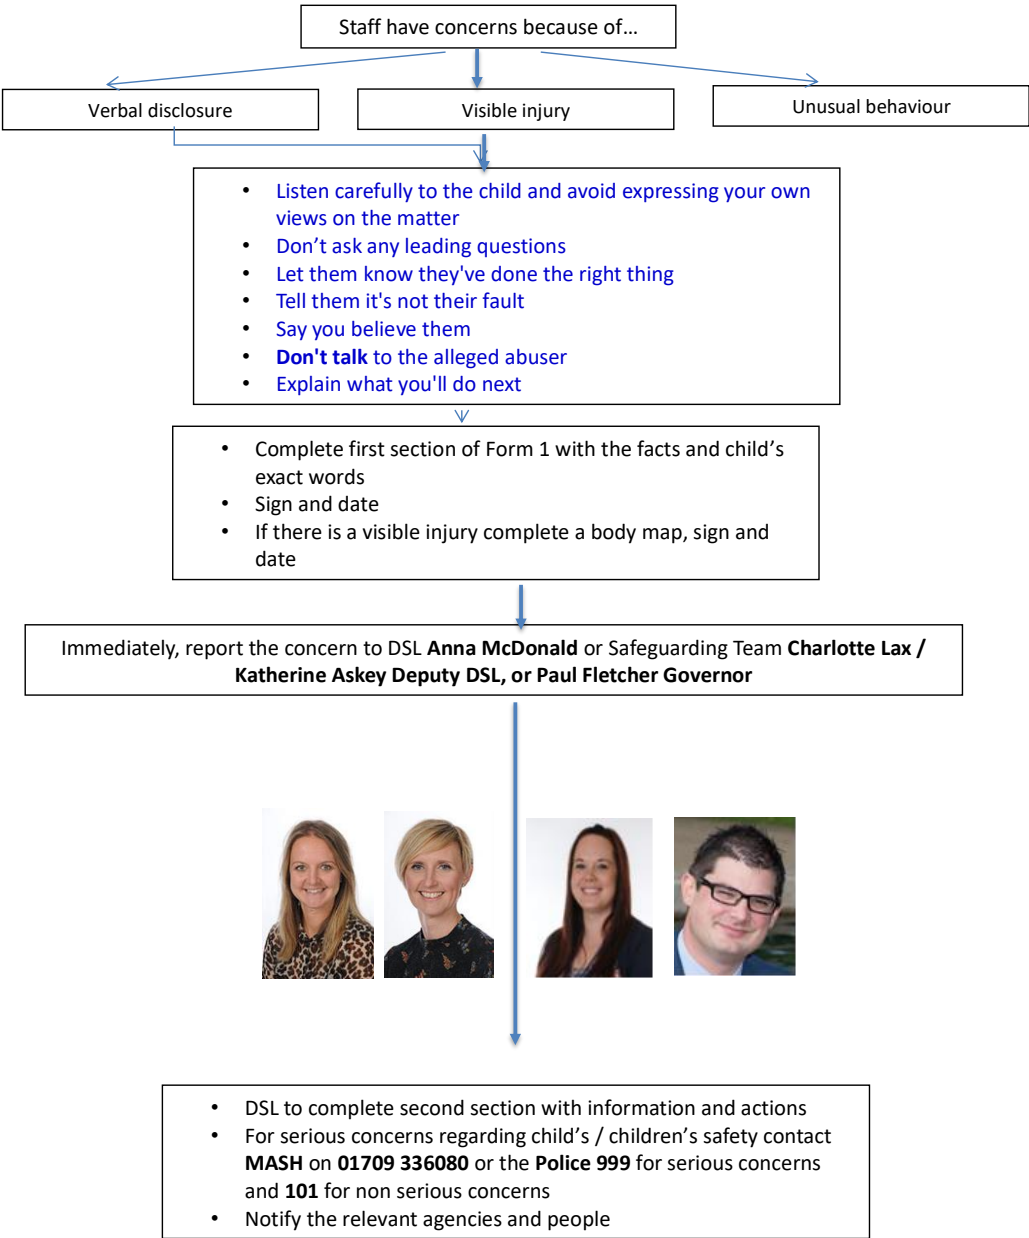 Staff have concerns because of…
Verbal disclosure
Visible injury
Unusual behaviour
• Listen carefully to the child and avoid expressing your own
views on the matter
• Don’t ask any leading questions
• Let them know they've done the right thing
• Tell them it's not their fault
• Say you believe them
• Don't talk to the alleged abuser
• Explain what you'll do next
• Complete first section of Form 1 with the facts and child’s
exact words
• Sign and date
• If there is a visible injury complete a body map, sign and
date
Immediately, report the concern to DSL Anna McDonald or Safeguarding Team Charlotte Lax /
Katherine Askey Deputy DSL, or Paul Fletcher Governor
• DSL to complete second section with information and actions
• For serious concerns regarding child’s / children’s safety contact
MASH on 01709 336080 or the Police 999 for serious concerns
and 101 for non serious concerns
• Notify the relevant agencies and people